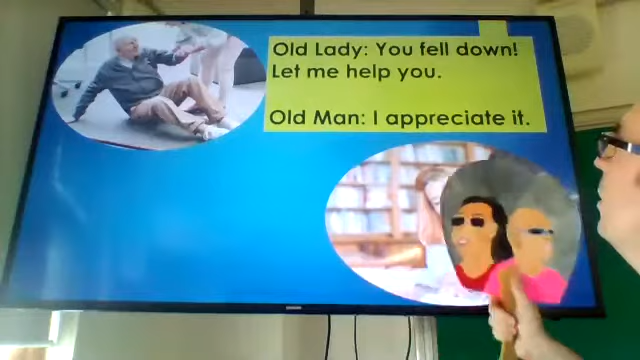 Old Lady: You fell down!
Let me help you.
Old Man: I appreciate it.